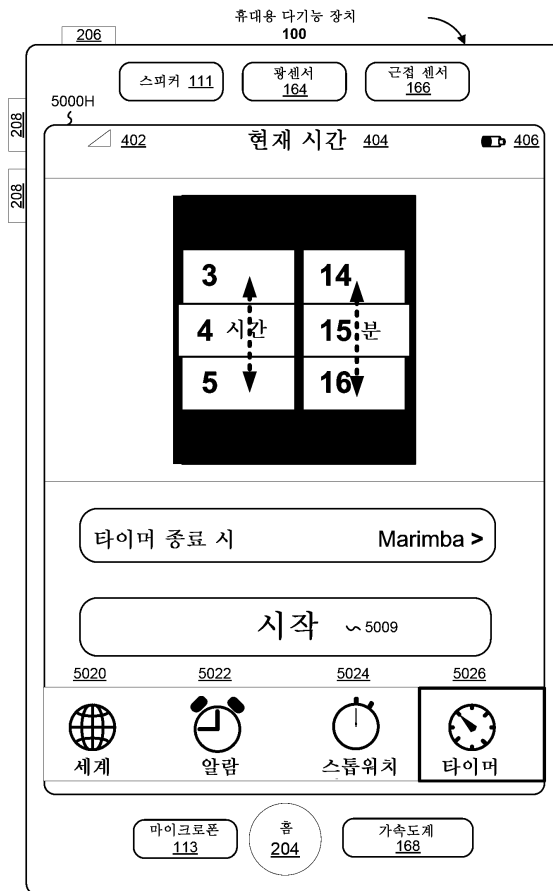 휴대용 다기능 장치
100
206
스피커 111
광센서
164
근접 센서
166
5000H
208
208
402
현재 시간 404
406
3
14
4 시간
15 분
5
16
타이머 종료 시 Marimba >
시작 5009
5020
5022
5024
5026
세계
알람
스톱위치
타이머
마이크로폰
113
홈
204
가속도계
168